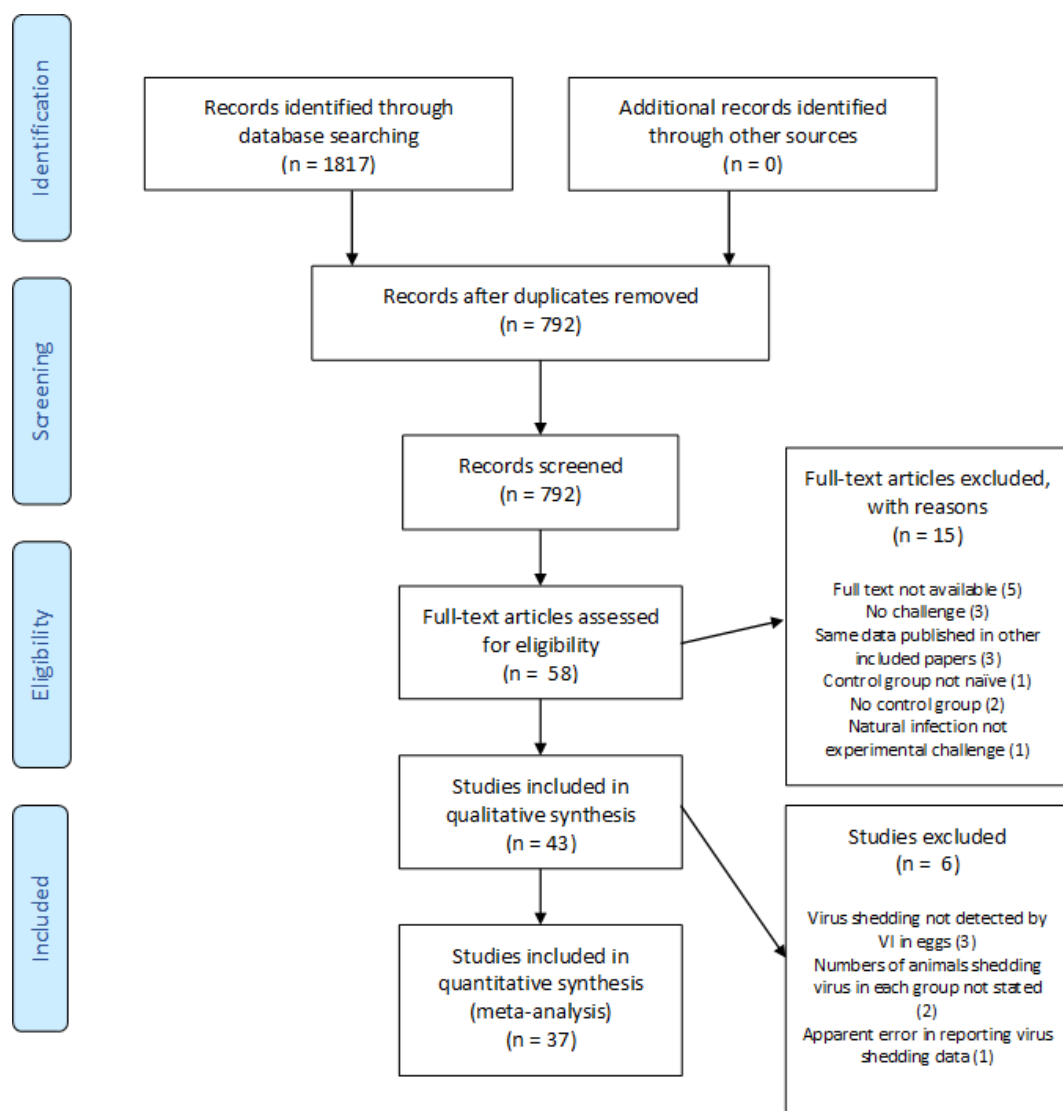 Identification
Records identified through
database searching
(n = 1817)
Additional records identified
through other sources
(n = 0)
Screening
Records after duplicates removed
(n = 792)
Records screened
(n = 792)
Full-text articles excluded,
with reasons
(n = 15)
Full text not available (5)
No challenge (3)
Same data published in other
included papers (3)
Control group not naïve (1)
No control group (2)
Natural infection not
experimental challenge (1)
Eligibility
Full-text articles assessed
for eligibility
(n = 58)
Studies included in
qualitative synthesis
(n = 43)
Included
Studies excluded
(n = 6)
Virus shedding not detected by
VI in eggs (3)
Numbers of animals shedding
virus in each group not stated
(2)
Apparent error in reporting virus
shedding data (1)
Studies included in
quantitative synthesis
(meta-analysis)
(n = 37)